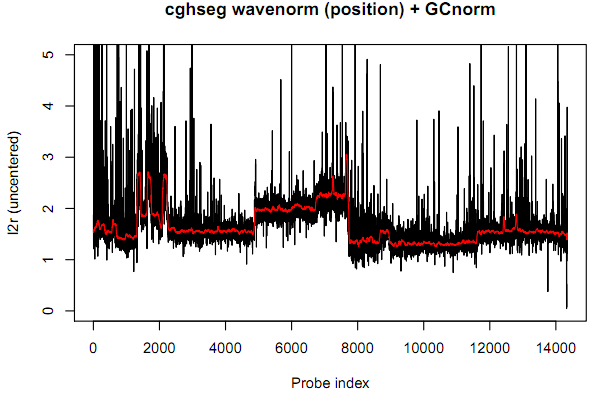 cghseg wavenorm (position) + GCnorm
l2r (uncentered)
5
4
3
2
1
0
0 2000 4000 6000 8000 10000 12000 14000
Probe index